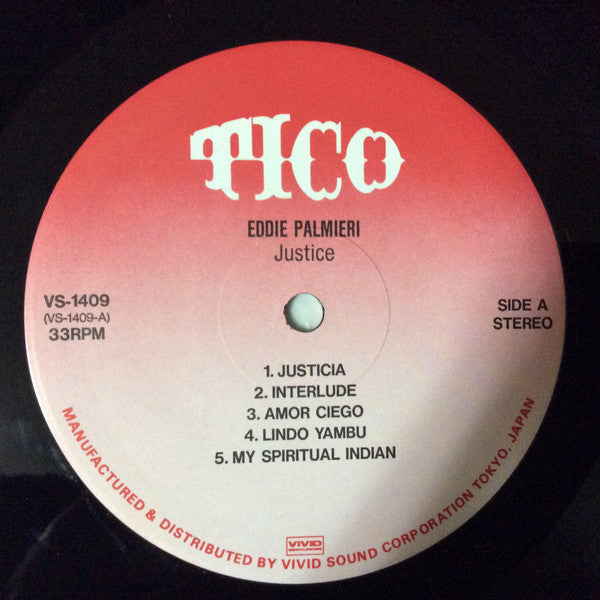 TICO
EDDIE PALMIERI
Justice
VS-1409
(VS-1409-A)
33RPM
SIDE A
STEREO
1. JUSTICIA
2. INTERLUDE
3. AMOR CIEGO
4. LINDO YAMBU
5. MY SPIRITUAL INDIAN
VIVID
MANUFACTURED & DISTRIBUTED BY VIVID SOUND CORPORATION TOKYO, JAPAN